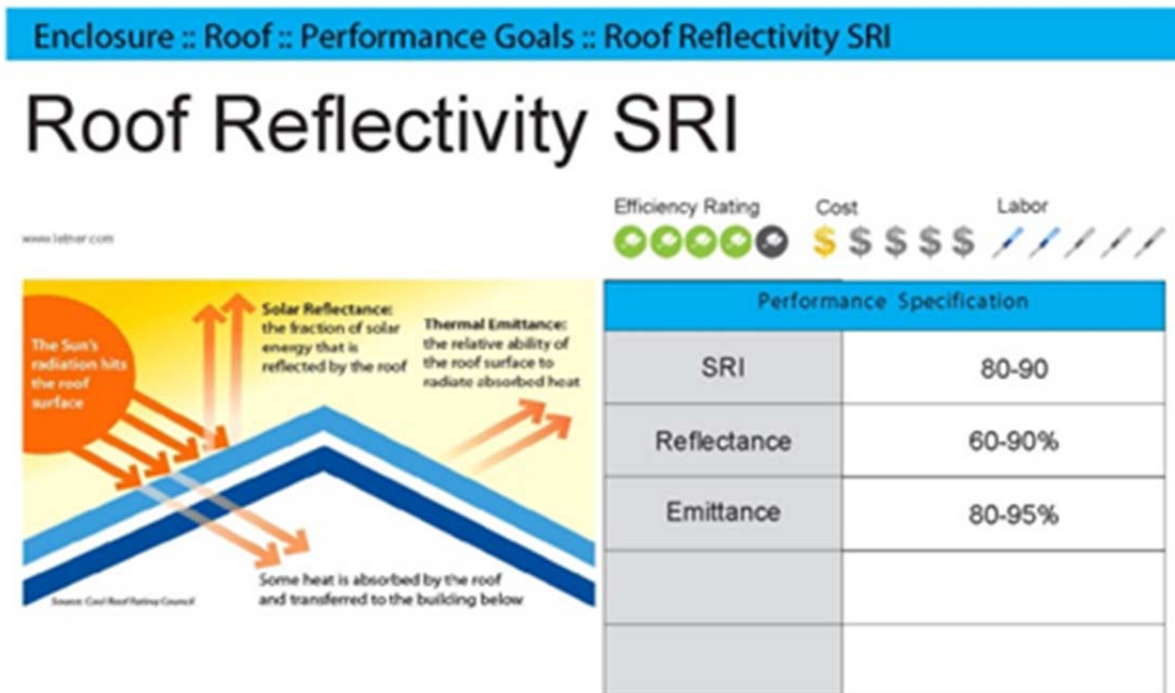 Enclosure :: Roof :: Performance Goals :: Roof Reflectivity SRI
Roof Reflectivity SRI
Efficiency Rating
Cost
Labor
$ $ $ $ $
The Sun's
radiation hits
the roof
surface
Solar Reflectance:
the fraction of solar
energy that is
reflected by the roof
Thermal Emittance:
the relative ability of
the roof surface to
radiate absorbed heat
Some heat is absorbed by the roof
and transferred to the building below
Source: Cool Roof Rating Council
Performance Specification
SRI 80-90
Reflectance 60-90%
Emittance 80-95%